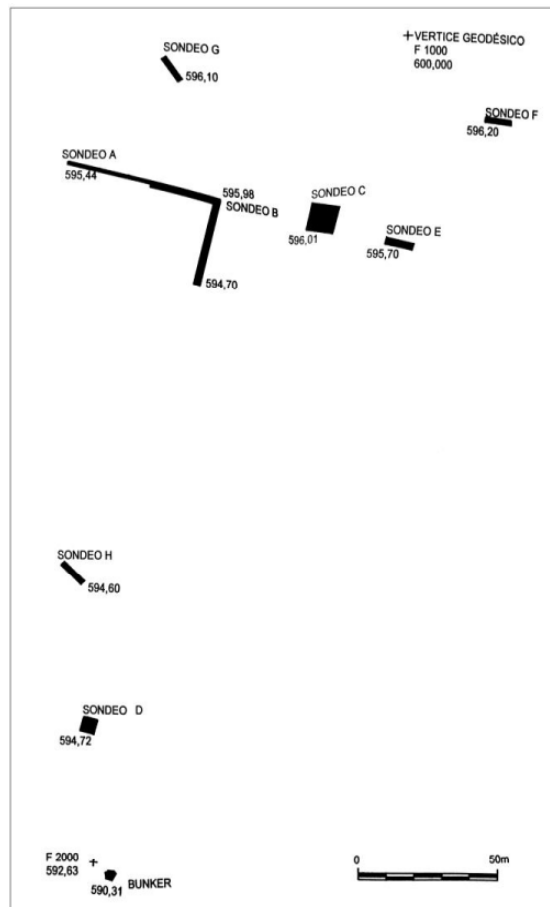 VERTICE GEODÉSICO
F 1000
600,000
SONDEO G
596,10
SONDEO F
596,20
SONDEO A
595,44
595,98
SONDEO B
594,70
SONDEO C
596,01
SONDEO E
595,70
SONDEO H
594,60
SONDEO D
594,72
F 2000
592,63
590,31
BUNKER
0
50m